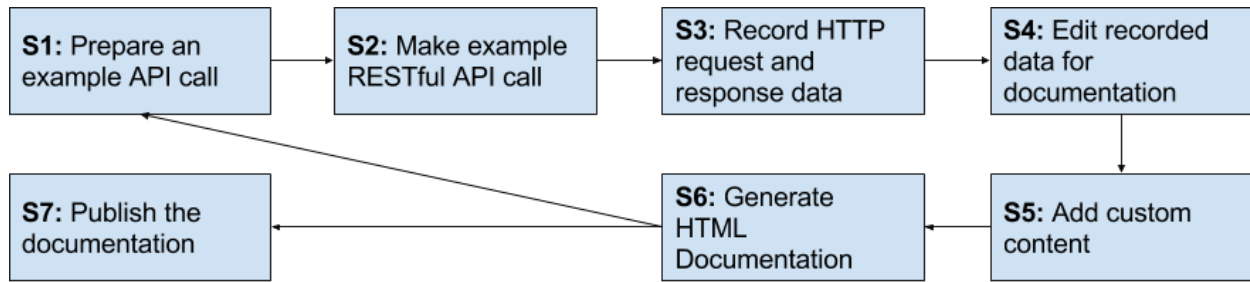 S1: Prepare an
example API call
S2: Make example
RESTful API call
S3: Record HTTP
request and
response data
S4: Edit recorded
data for
documentation
S7: Publish the
documentation
S6: Generate
HTML
Documentation
S5: Add custom
content